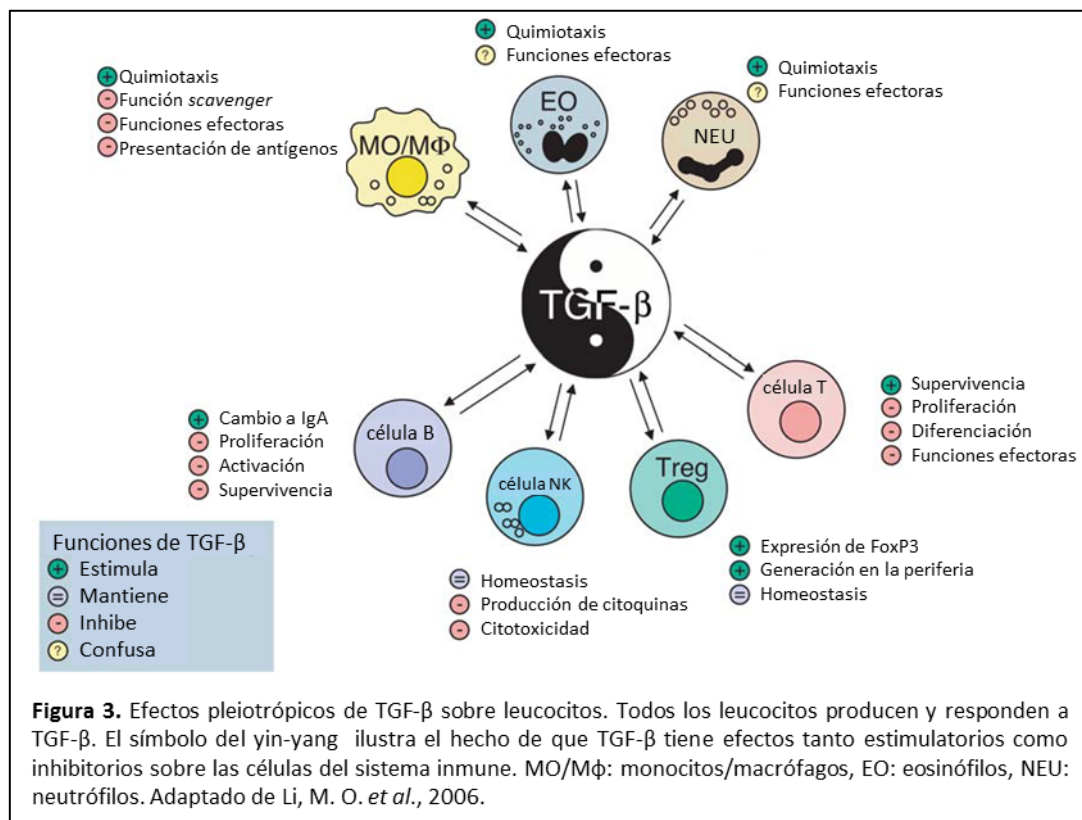 + Quimiotaxis
? Funciones efectoras
+ Quimiotaxis
- Función scavenger
- Funciones efectoras
- Presentación de antígenos
+ Quimiotaxis
? Funciones efectoras
MO/MΦ
EO
NEU
TGF-β
célula T
+ Supervivencia
- Proliferación
- Diferenciación
- Funciones efectoras
+ Cambio a IgA
- Proliferación
- Activación
- Supervivencia
célula B
célula NK
Treg
= Homeostasis
- Producción de citoquinas
- Citotoxicidad
+ Expresión de FoxP3
+ Generación en la periferia
= Homeostasis
Funciones de TGF-β
+ Estimula
= Mantiene
- Inhibe
? Confusa
Figura 3. Efectos pleiotrópicos de TGF-β sobre leucocitos. Todos los leucocitos producen y responden a
TGF-β. El símbolo del yin-yang ilustra el hecho de que TGF-β tiene efectos tanto estimulatorios como
inhibitorios sobre las células del sistema inmune. MO/Mφ: monocitos/macrófagos, EO: eosinófilos, NEU:
neutrófilos. Adaptado de Li, M. O. et al., 2006.